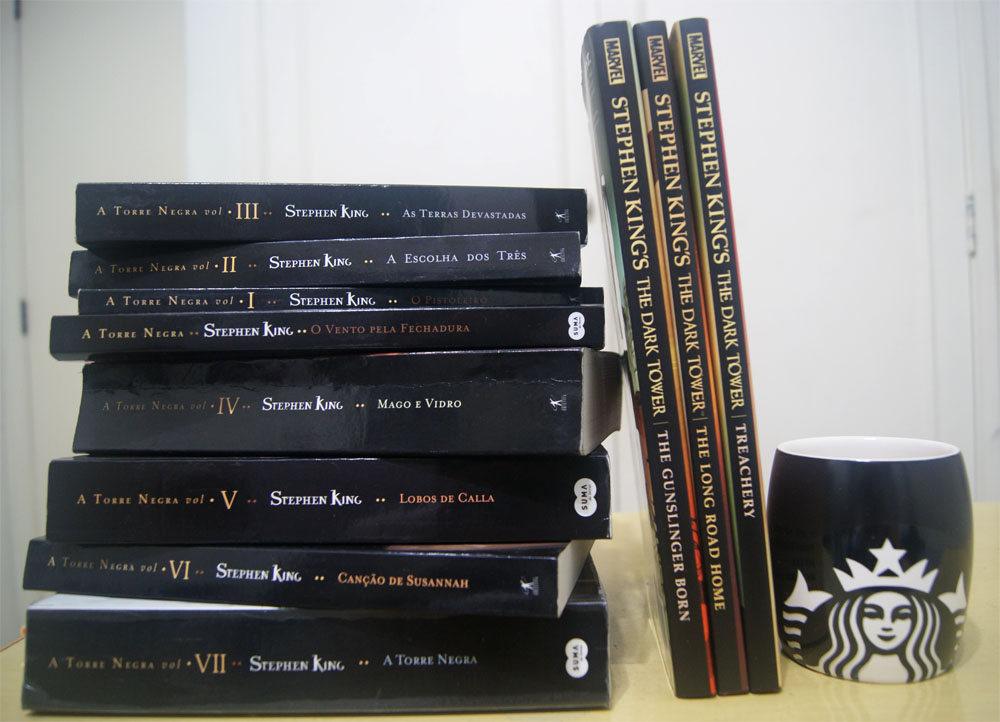 A TORRE NEGRA vol • III •• STEPHEN KING •• AS TERRAS DEVASTADAS
A TORRE NEGRA vol • II •• STEPHEN KING •• A ESCOLHA DOS TRÊS
A TORRE NEGRA vol • I •• STEPHEN KING •• O PISTOLEIRO
A TORRE NEGRA •• STEPHEN KING •• O VENTO PELA FECHADURA SUMA
A TORRE NEGRA vol • IV •• STEPHEN KING •• MAGO E VIDRO
A TORRE NEGRA vol • V •• STEPHEN KING •• LOBOS DE CALLA SUMA
A TORRE NEGRA vol • VI •• STEPHEN KING •• CANÇÃO DE SUSANNAH
A TORRE NEGRA vol • VII •• STEPHEN KING •• A TORRE NEGRA SUMA
MARVEL STEPHEN KING'S THE DARK TOWER | THE GUNSLINGER BORN
MARVEL STEPHEN KING'S THE DARK TOWER | THE LONG ROAD HOME
MARVEL STEPHEN KING'S THE DARK TOWER | TREACHERY